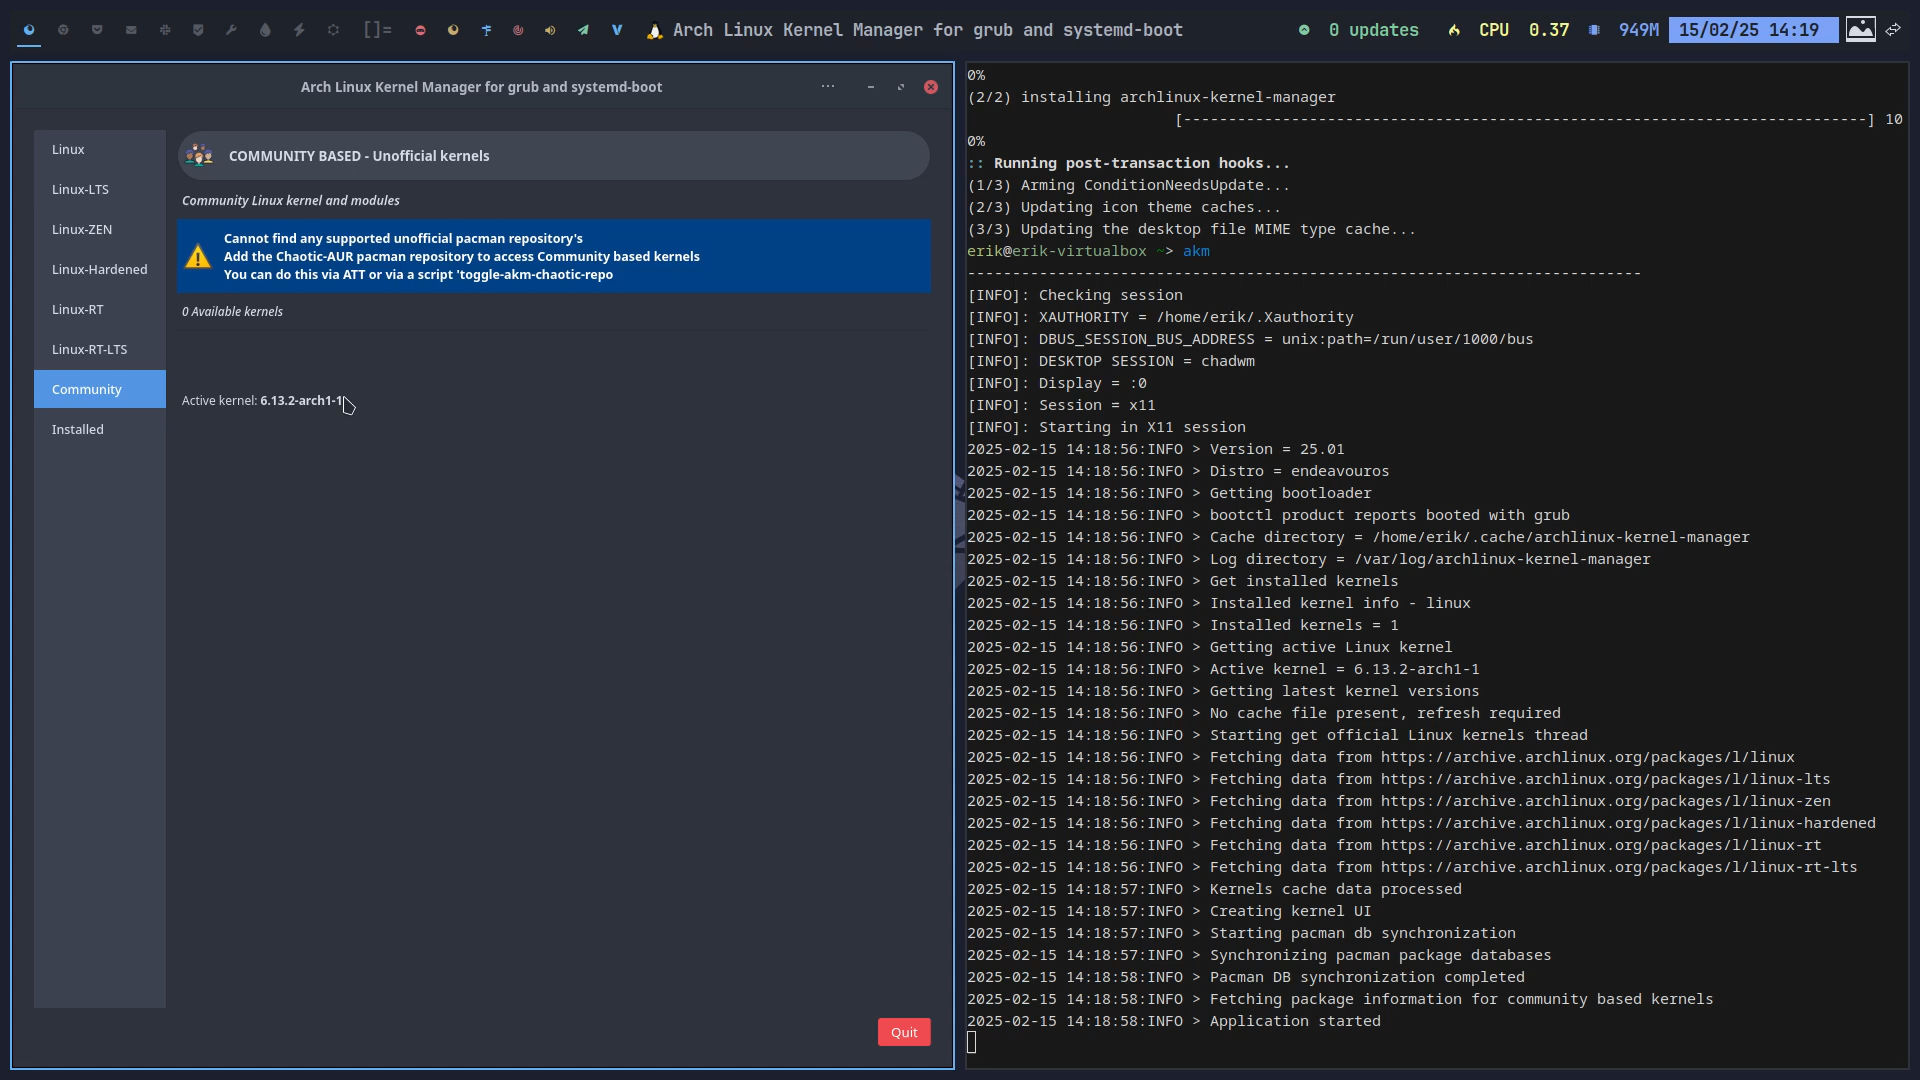 []=
Arch Linux Kernel Manager for grub and systemd-boot
0 updates
CPU 0.37
949M
15/02/25 14:19
Arch Linux Kernel Manager for grub and systemd-boot
Linux
Linux-LTS
Linux-ZEN
Linux-Hardened
Linux-RT
Linux-RT-LTS
Community
Installed
COMMUNITY BASED - Unofficial kernels
Community Linux kernel and modules
Cannot find any supported unofficial pacman repository's
Add the Chaotic-AUR pacman repository to access Community based kernels
You can do this via ATT or via a script 'toggle-akm-chaotic-repo
0 Available kernels
Active kernel: 6.13.2-arch1-1
Quit
0%
(2/2) installing archlinux-kernel-manager
[----------------------------------------------------------------------------] 10
0%
:: Running post-transaction hooks...
(1/3) Arming ConditionNeedsUpdate...
(2/3) Updating icon theme caches...
(3/3) Updating the desktop file MIME type cache...
erik@erik-virtualbox ~> akm
---------------------------------------------------------------------------
[INFO]: Checking session
[INFO]: XAUTHORITY = /home/erik/.Xauthority
[INFO]: DBUS_SESSION_BUS_ADDRESS = unix:path=/run/user/1000/bus
[INFO]: DESKTOP SESSION = chadwm
[INFO]: Display = :0
[INFO]: Session = x11
[INFO]: Starting in X11 session
2025-02-15 14:18:56:INFO > Version = 25.01
2025-02-15 14:18:56:INFO > Distro = endeavouros
2025-02-15 14:18:56:INFO > Getting bootloader
2025-02-15 14:18:56:INFO > bootctl product reports booted with grub
2025-02-15 14:18:56:INFO > Cache directory = /home/erik/.cache/archlinux-kernel-manager
2025-02-15 14:18:56:INFO > Log directory = /var/log/archlinux-kernel-manager
2025-02-15 14:18:56:INFO > Get installed kernels
2025-02-15 14:18:56:INFO > Installed kernel info - linux
2025-02-15 14:18:56:INFO > Installed kernels = 1
2025-02-15 14:18:56:INFO > Getting active Linux kernel
2025-02-15 14:18:56:INFO > Active kernel = 6.13.2-arch1-1
2025-02-15 14:18:56:INFO > Getting latest kernel versions
2025-02-15 14:18:56:INFO > No cache file present, refresh required
2025-02-15 14:18:56:INFO > Starting get official Linux kernels thread
2025-02-15 14:18:56:INFO > Fetching data from https://archive.archlinux.org/packages/l/linux
2025-02-15 14:18:56:INFO > Fetching data from https://archive.archlinux.org/packages/l/linux-lts
2025-02-15 14:18:56:INFO > Fetching data from https://archive.archlinux.org/packages/l/linux-zen
2025-02-15 14:18:56:INFO > Fetching data from https://archive.archlinux.org/packages/l/linux-hardened
2025-02-15 14:18:56:INFO > Fetching data from https://archive.archlinux.org/packages/l/linux-rt
2025-02-15 14:18:56:INFO > Fetching data from https://archive.archlinux.org/packages/l/linux-rt-lts
2025-02-15 14:18:57:INFO > Kernels cache data processed
2025-02-15 14:18:57:INFO > Creating kernel UI
2025-02-15 14:18:57:INFO > Starting pacman db synchronization
2025-02-15 14:18:57:INFO > Synchronizing pacman package databases
2025-02-15 14:18:58:INFO > Pacman DB synchronization completed
2025-02-15 14:18:58:INFO > Fetching package information for community based kernels
2025-02-15 14:18:58:INFO > Application started